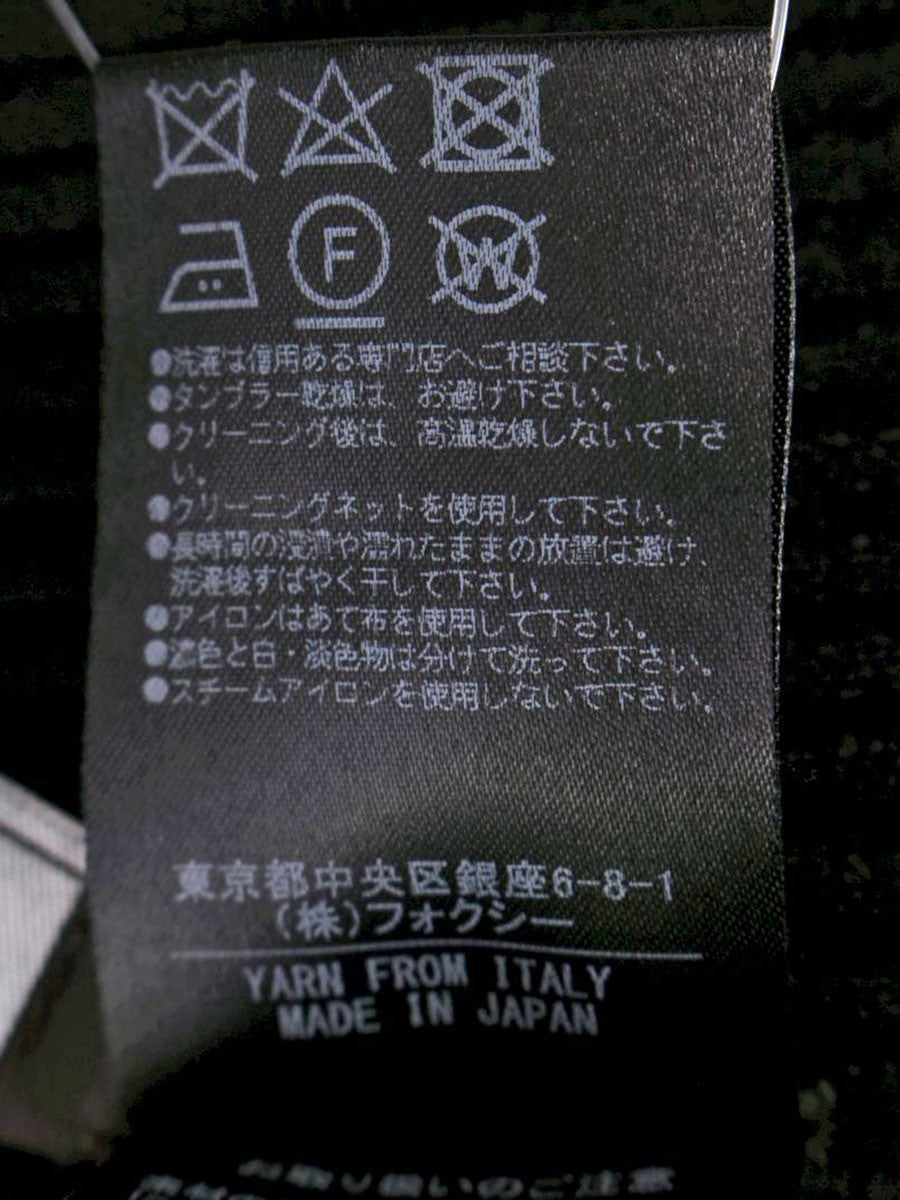 F
W
●洗濯は信用ある専門店へご相談下さい。
●タンブラー乾燥は、お避け下さい。
●クリーニング後は、高温乾燥しないで下さ
い。
●クリーニングネットを使用して下さい。
●長時間の浸漬や濡れたままの放置は避け、
洗濯後すばやく干して下さい。
●アイロンはあて布を使用して下さい。
●濃色と白・淡色物は分けて洗って下さい。
●スチームアイロンを使用しないで下さい。
東京都中央区銀座6-8-1
(株)フォクシー
YARN FROM ITALY
MADE IN JAPAN
お取り扱いのご注意